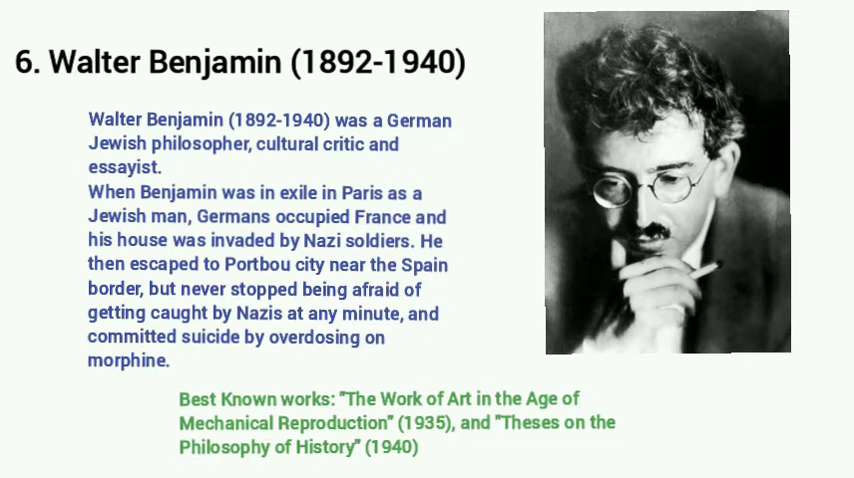 6. Walter Benjamin (1892-1940)
Walter Benjamin (1892-1940) was a German
Jewish philosopher, cultural critic and
essayist.
When Benjamin was in exile in Paris as a
Jewish man, Germans occupied France and
his house was invaded by Nazi soldiers. He
then escaped to Portbou city near the Spain
border, but never stopped being afraid of
getting caught by Nazis at any minute, and
committed suicide by overdosing on
morphine.
Best Known works: "The Work of Art in the Age of
Mechanical Reproduction" (1935), and "Theses on the
Philosophy of History" (1940)